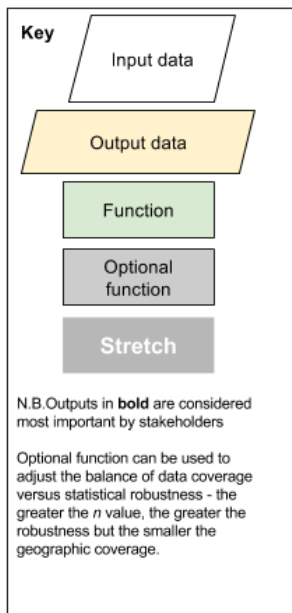 Key
Input data
Output data
Function
Optional
function
Stretch
N.B.Outputs in bold are considered
most important by stakeholders
Optional function can be used to
adjust the balance of data coverage
versus statistical robustness - the
greater the n value, the greater the
robustness but the smaller the
geographic coverage.